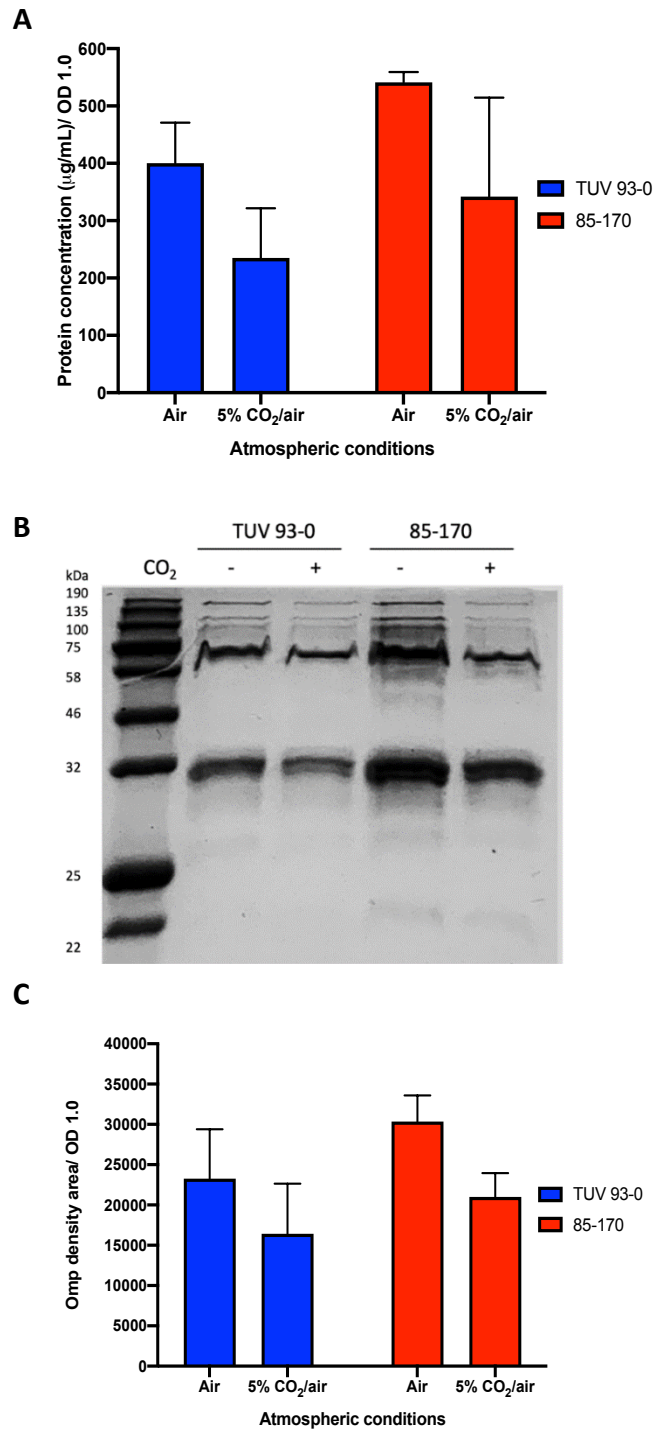 A
Protein concentration (μg/mL)/ OD 1.0
600
500
400
300
200
100
0
Air
5% CO₂/air
Air
5% CO₂/air
Atmospheric conditions
TUV 93-0
85-170
B
TUV 93-0
85-170
kDa
CO₂
-
+
-
+
190
135
100
75
58
46
32
25
22
C
Omp density area/ OD 1.0
40000
35000
30000
25000
20000
15000
10000
5000
0
Air
5% CO₂/air
Air
5% CO₂/air
Atmospheric conditions
TUV 93-0
85-170